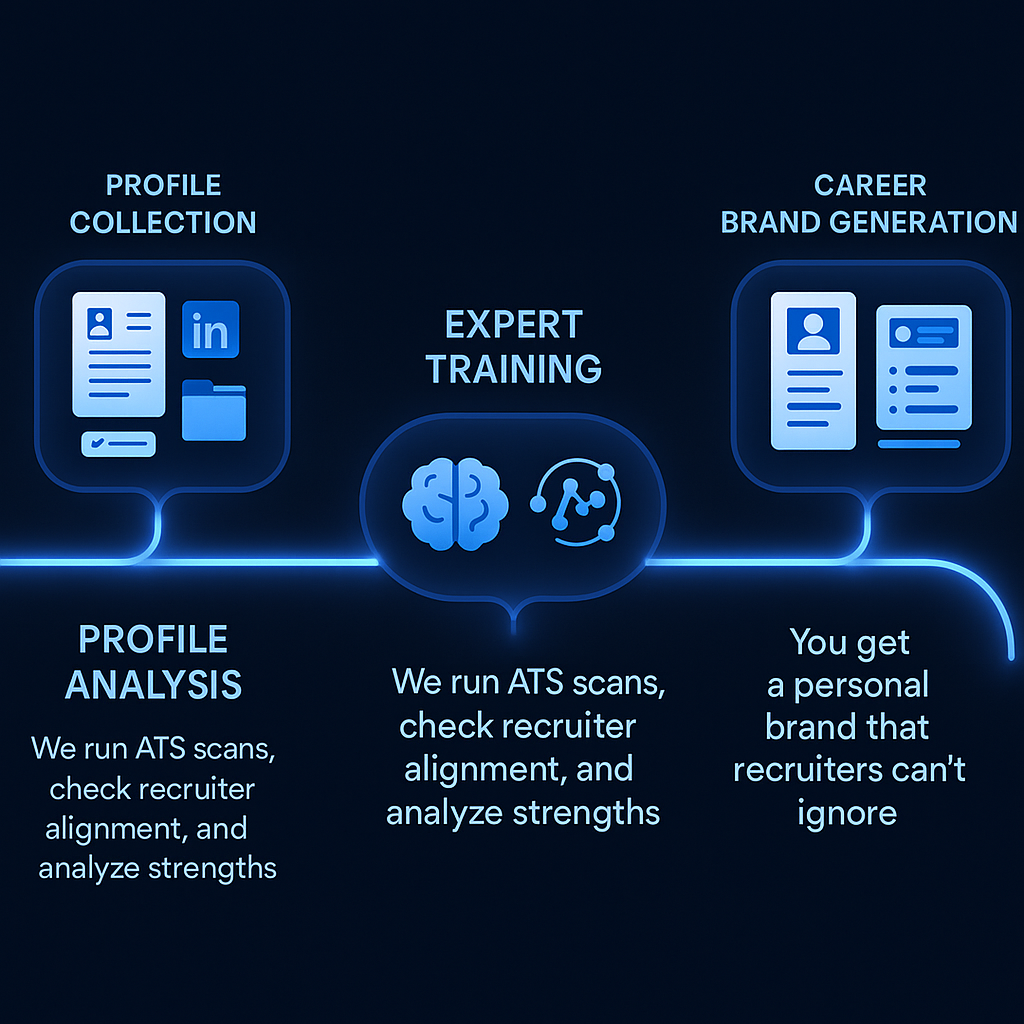 PROFILE
COLLECTION
in
PROFILE
ANALYSIS
We run ATS scans,
check recruiter
alignment, and
analyze strengths
EXPERT
TRAINING
We run ATS scans,
check recruiter
alignment, and
analyze strengths
CAREER
BRAND GENERATION
You get
a personal
brand that
recruiters can't
ignore